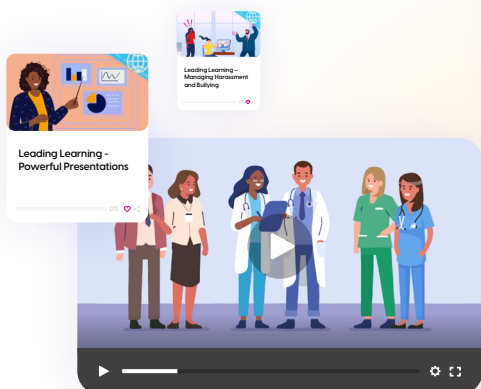 Leading Learning –
Managing Harassment
and Bullying
Leading Learning -
Powerful Presentations
0%